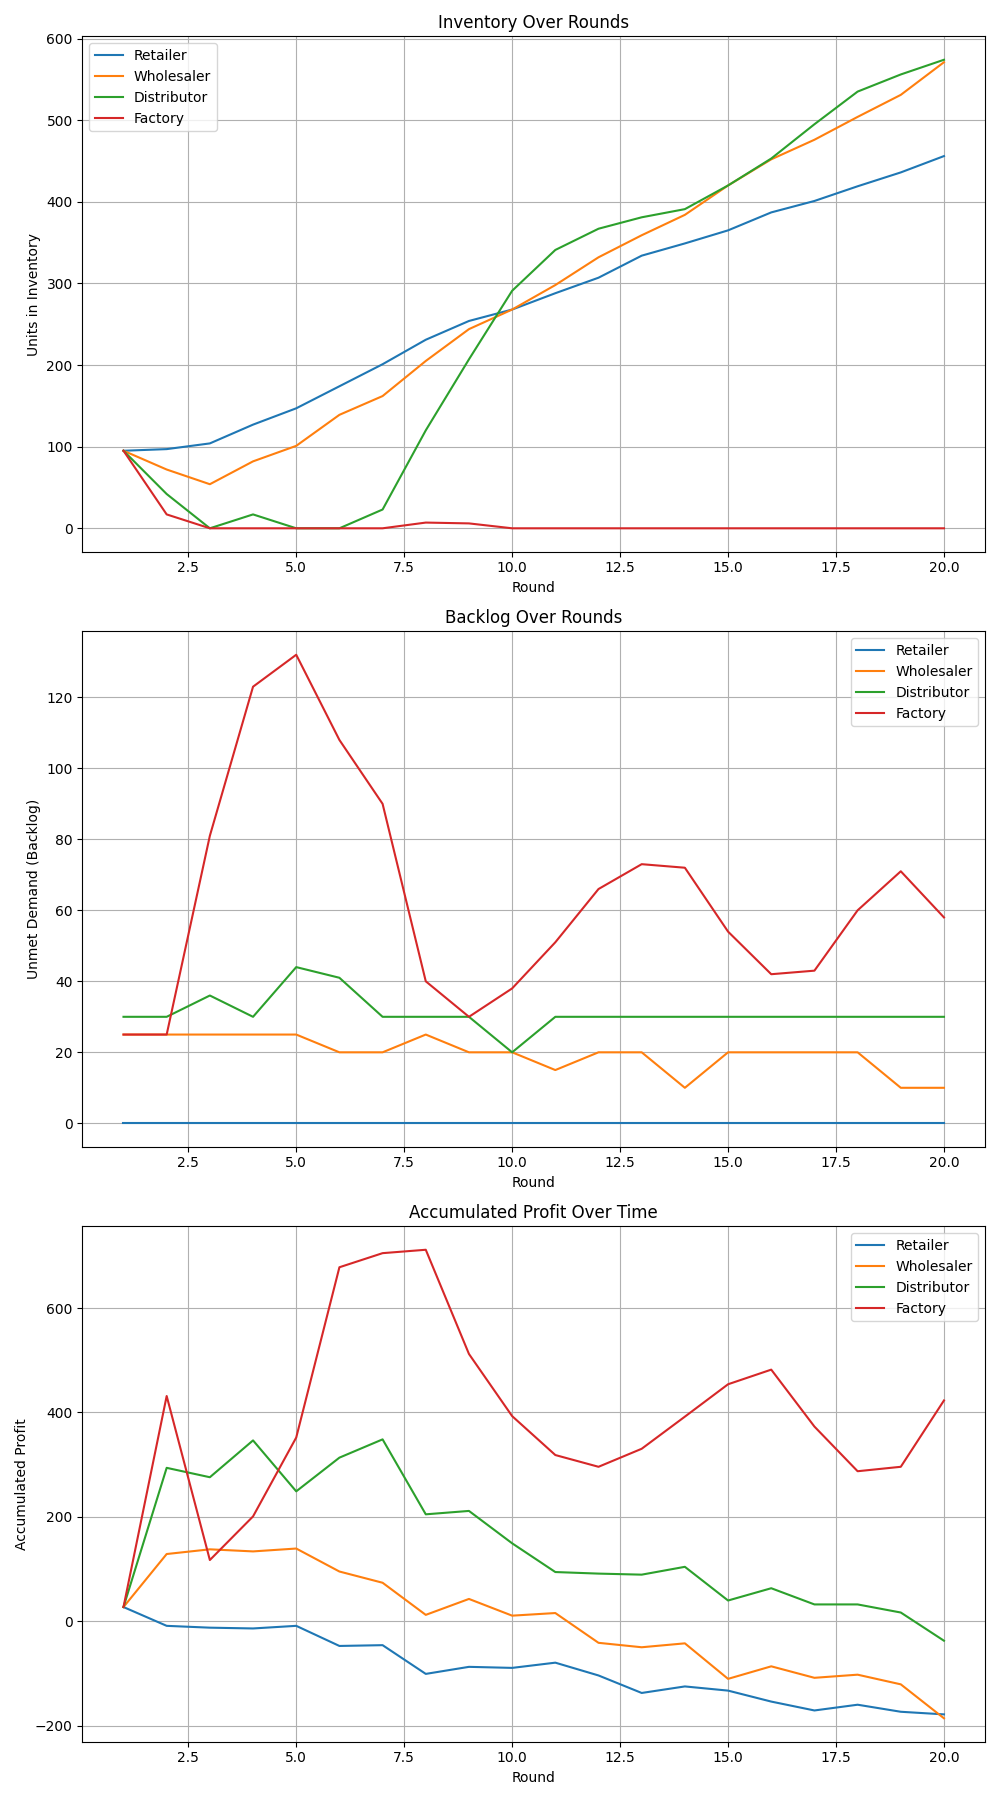 Inventory Over Rounds
Retailer
Wholesaler
Distributor
Factory
Units in Inventory
600
500
400
300
200
100
0
2.5 5.0 7.5 10.0 12.5 15.0 17.5 20.0
Round
Backlog Over Rounds
Retailer
Wholesaler
Distributor
Factory
Unmet Demand (Backlog)
120
100
80
60
40
20
0
2.5 5.0 7.5 10.0 12.5 15.0 17.5 20.0
Round
Accumulated Profit Over Time
Retailer
Wholesaler
Distributor
Factory
Accumulated Profit
600
400
200
0
−200
2.5 5.0 7.5 10.0 12.5 15.0 17.5 20.0
Round